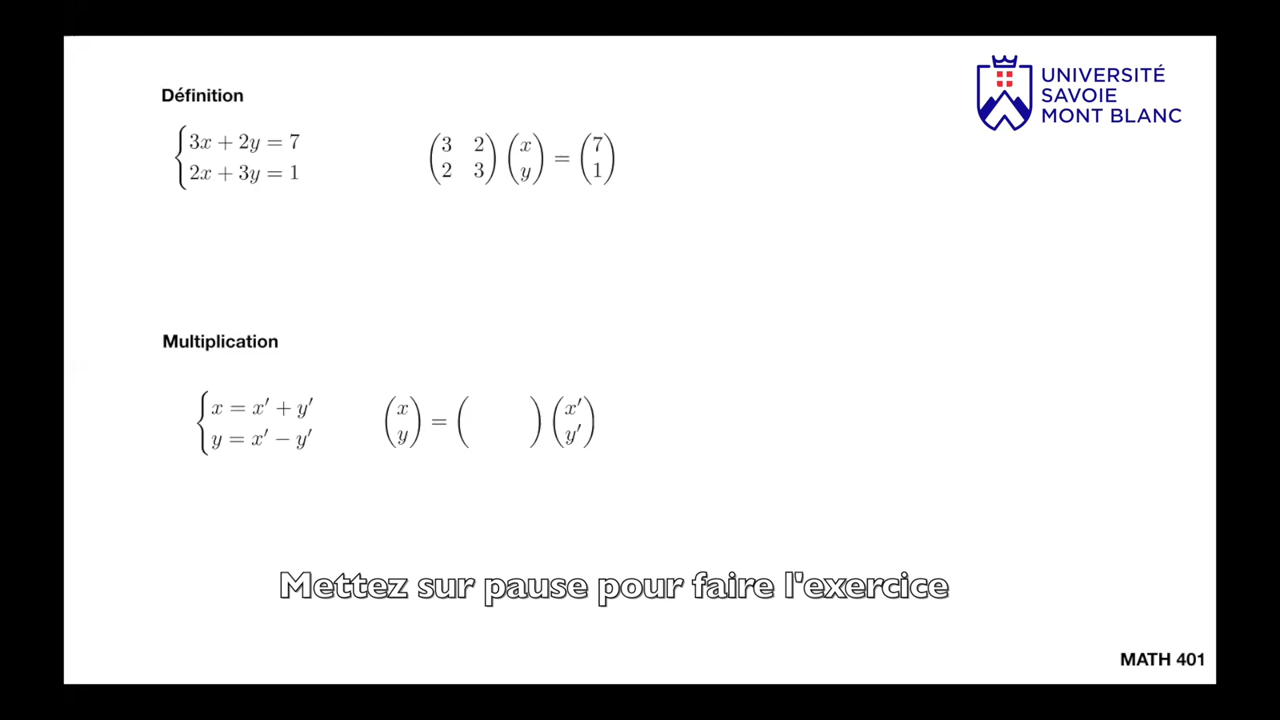 UNIVERSITÉ
SAVOIE
MONT BLANC
Définition
3x + 2y = 7
2x + 3y = 1
(3 2) (x) = (7)
(2 3) (y) = (1)
Multiplication
x = x′ + y′
y = x′ − y′
(x) = ( ) (x′)
(y) (y′)
Mettez sur pause pour faire l'exercice
MATH 401